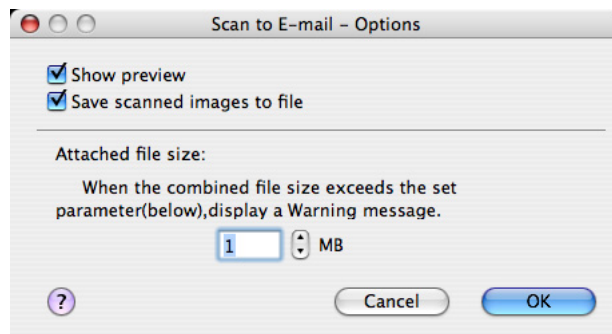 Scan to E-mail – Options
Show preview
Save scanned images to file
Attached file size:
When the combined file size exceeds the set
parameter(below),display a Warning message.
1 MB
? Cancel OK